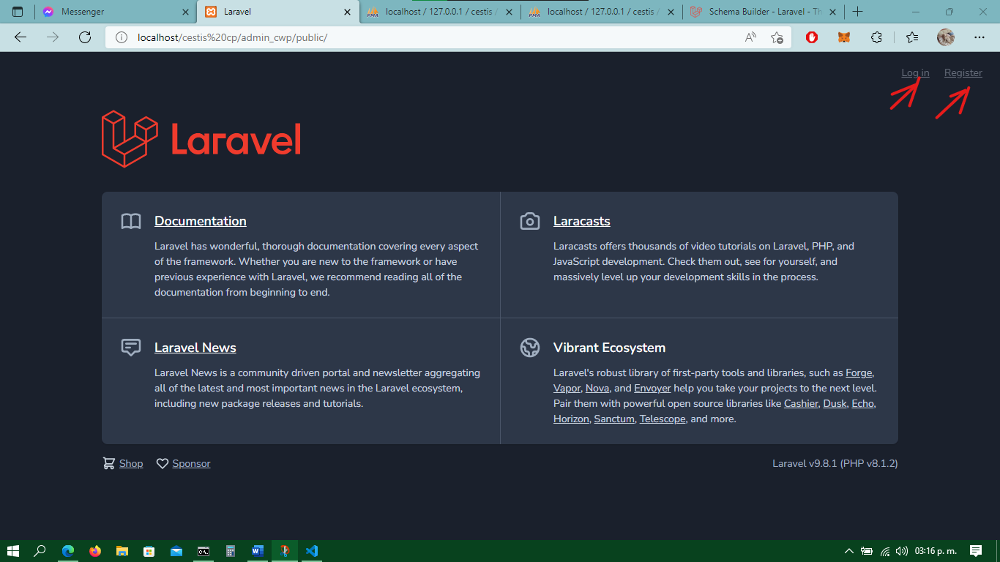 Messenger
Laravel
localhost / 127.0.0.1 / cestis /
localhost / 127.0.0.1 / cestis /
Schema Builder - Laravel - Th
localhost/cestis%20cp/admin_cwp/public/
Log in Register
Laravel
Documentation
Laravel has wonderful, thorough documentation covering every aspect
of the framework. Whether you are new to the framework or have
previous experience with Laravel, we recommend reading all of the
documentation from beginning to end.
Laracasts
Laracasts offers thousands of video tutorials on Laravel, PHP, and
JavaScript development. Check them out, see for yourself, and
massively level up your development skills in the process.
Laravel News
Laravel News is a community driven portal and newsletter aggregating
all of the latest and most important news in the Laravel ecosystem,
including new package releases and tutorials.
Vibrant Ecosystem
Laravel's robust library of first-party tools and libraries, such as Forge,
Vapor, Nova, and Envoyer help you take your projects to the next level.
Pair them with powerful open source libraries like Cashier, Dusk, Echo,
Horizon, Sanctum, Telescope, and more.
Shop Sponsor
Laravel v9.8.1 (PHP v8.1.2)
03:16 p. m.